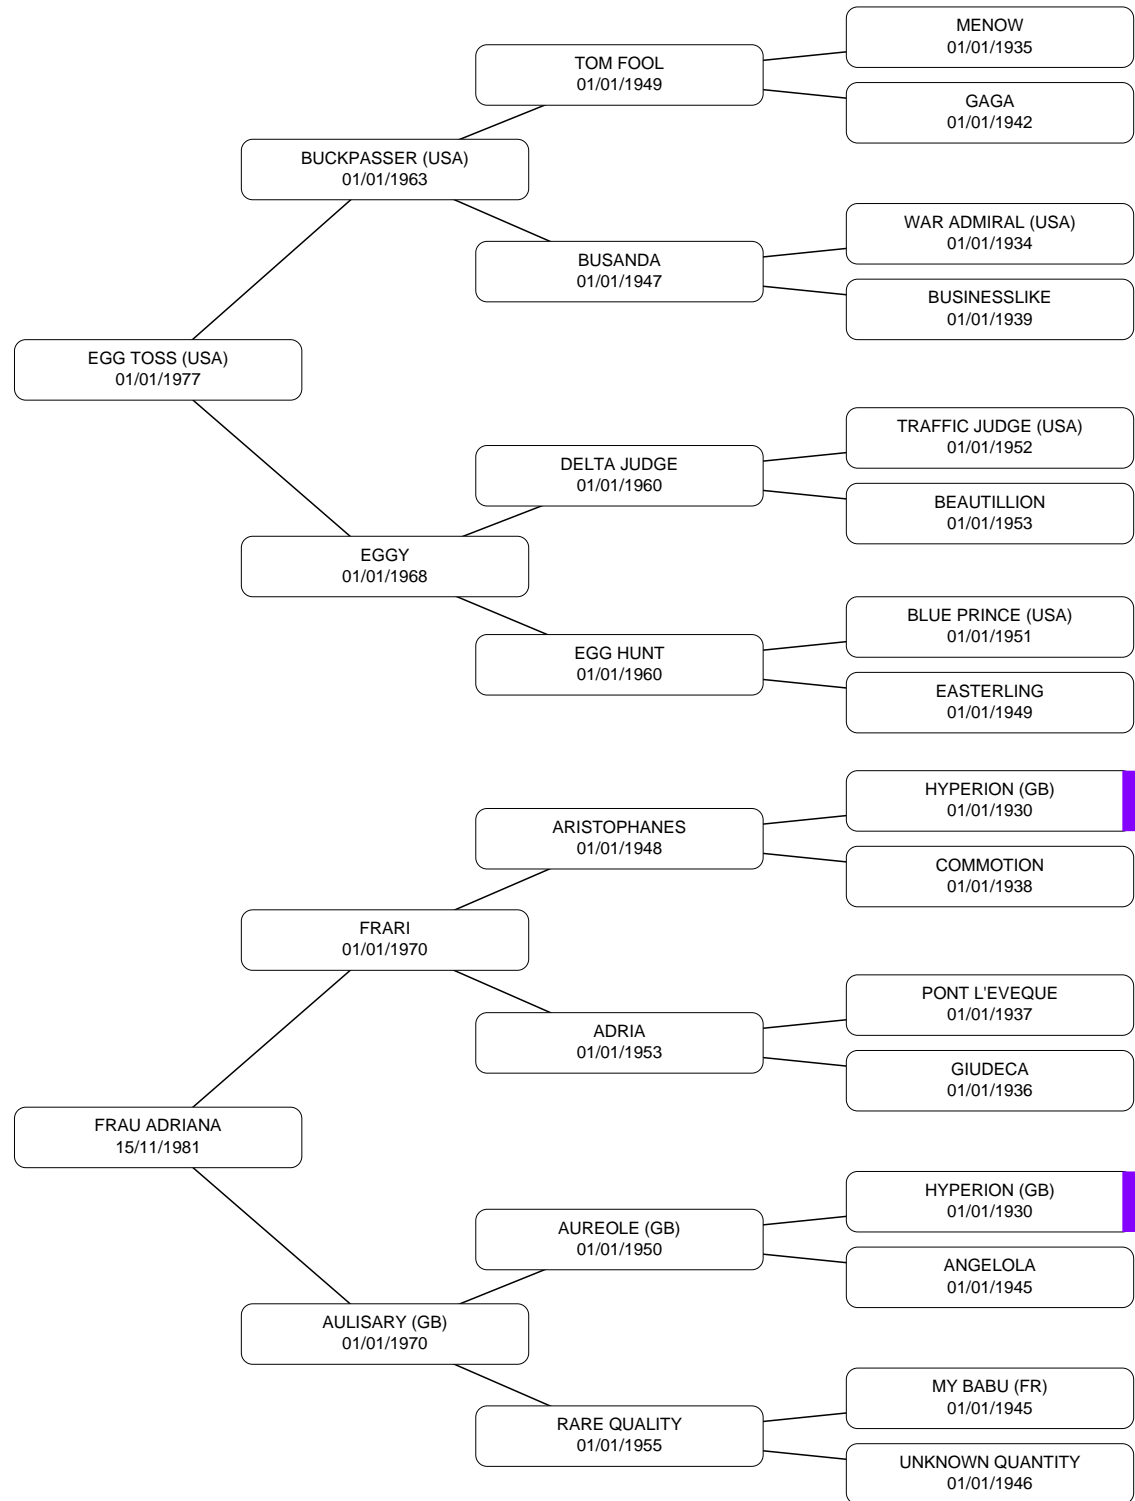 MENOW
01/01/1935
TOM FOOL
01/01/1949
GAGA
01/01/1942
BUCKPASSER (USA)
01/01/1963
WAR ADMIRAL (USA)
01/01/1934
BUSANDA
01/01/1947
BUSINESSLIKE
01/01/1939
EGG TOSS (USA)
01/01/1977
TRAFFIC JUDGE (USA)
01/01/1952
DELTA JUDGE
01/01/1960
BEAUTILLION
01/01/1953
EGGY
01/01/1968
BLUE PRINCE (USA)
01/01/1951
EGG HUNT
01/01/1960
EASTERLING
01/01/1949
HYPERION (GB)
01/01/1930
ARISTOPHANES
01/01/1948
COMMOTION
01/01/1938
FRARI
01/01/1970
PONT L'EVEQUE
01/01/1937
ADRIA
01/01/1953
GIUDECA
01/01/1936
FRAU ADRIANA
15/11/1981
HYPERION (GB)
01/01/1930
AUREOLE (GB)
01/01/1950
ANGELOLA
01/01/1945
AULISARY (GB)
01/01/1970
MY BABU (FR)
01/01/1945
RARE QUALITY
01/01/1955
UNKNOWN QUANTITY
01/01/1946